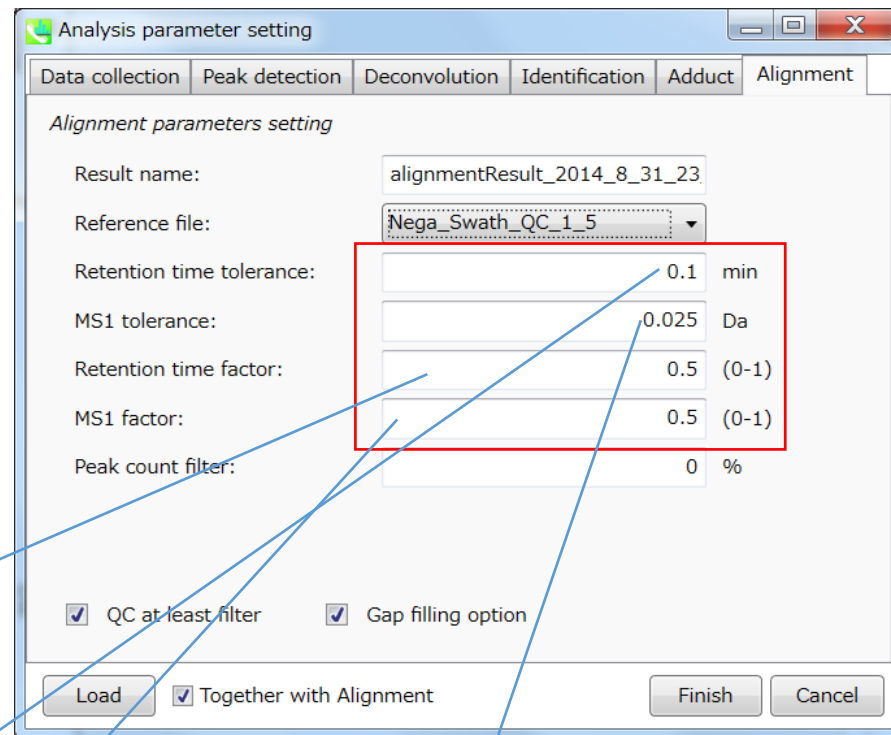 Analysis parameter setting
Data collection Peak detection Deconvolution Identification Adduct Alignment
Alignment parameters setting
Result name: alignmentResult_2014_8_31_23
Reference file: Nega_Swath_QC_1_5
Retention time tolerance: 0.1 min
MS1 tolerance: 0.025 Da
Retention time factor: 0.5 (0-1)
MS1 factor: 0.5 (0-1)
Peak count filter: 0 %
QC at least filter Gap filling option
Load Together with Alignment Finish Cancel